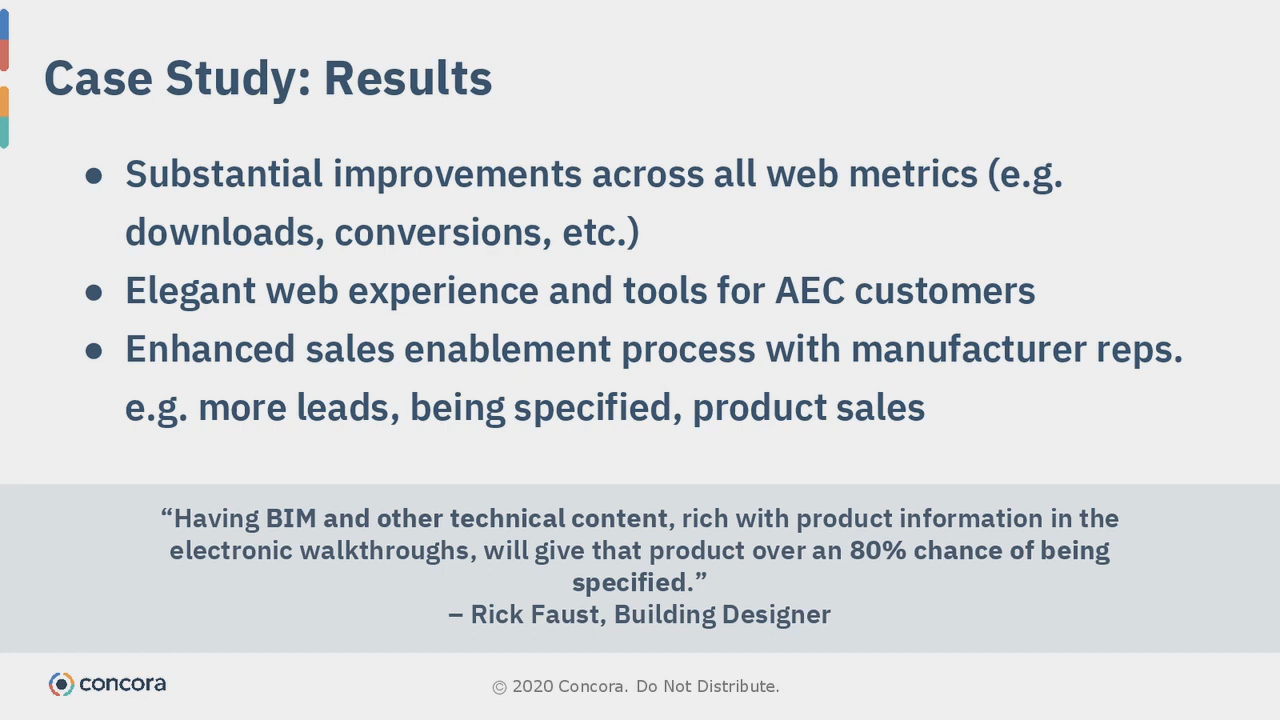 Case Study: Results
● Substantial improvements across all web metrics (e.g.
downloads, conversions, etc.)
● Elegant web experience and tools for AEC customers
● Enhanced sales enablement process with manufacturer reps.
e.g. more leads, being specified, product sales
“Having BIM and other technical content, rich with product information in the
electronic walkthroughs, will give that product over an 80% chance of being
specified.”
– Rick Faust, Building Designer
concora
© 2020 Concora. Do Not Distribute.